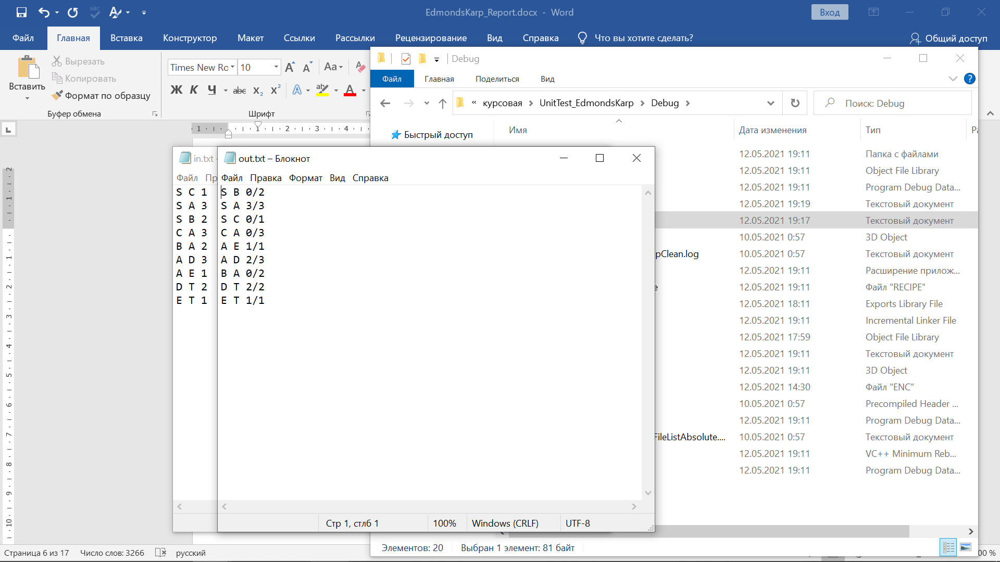 EdmondsKarp_Report.docx - Word
Вход
Файл Главная Вставка Конструктор Макет Ссылки Рассылки Рецензирование Вид Справка Что вы хотите сделать? Общий доступ
Вставить
Вырезать
Копировать
Формат по образцу
Буфер обмена
Times New Ro 10
Шрифт
Debug
Файл Главная Поделиться Вид
« курсовая > UnitTest_EdmondsKarp > Debug >
Поиск: Debug
Быстрый доступ
Имя Дата изменения Тип
12.05.2021 19:11 Папка с файлами
12.05.2021 19:11 Object File Library
12.05.2021 19:11 Program Debug Data...
12.05.2021 19:19 Текстовый документ
12.05.2021 19:17 Текстовый документ
10.05.2021 0:57 3D Object
pClean.log 10.05.2021 0:57 Текстовый документ
12.05.2021 19:11 Расширение прилож...
e 12.05.2021 19:11 Файл "RECIPE"
12.05.2021 18:11 Exports Library File
12.05.2021 19:11 Incremental Linker File
12.05.2021 17:59 Object File Library
12.05.2021 19:11 Текстовый документ
12.05.2021 19:11 3D Object
12.05.2021 14:30 Файл "ENC"
10.05.2021 0:57 Precompiled Header ...
12.05.2021 19:11 Program Debug Data...
FileListAbsolute.... 10.05.2021 0:57 Текстовый документ
12.05.2021 19:11 VC++ Minimum Reb...
12.05.2021 19:11 Program Debug Data...
Элементов: 20 Выбран 1 элемент: 81 байт
in.txt -
Файл Пр
S C 1
S A 3
S B 2
C A 3
B A 2
A D 3
A E 1
D T 2
E T 1
out.txt – Блокнот
Файл Правка Формат Вид Справка
S B 0/2
S A 3/3
S C 0/1
C A 0/3
A E 1/1
A D 2/3
B A 0/2
D T 2/2
E T 1/1
Стр 1, стлб 1 100% Windows (CRLF) UTF-8
Страница 6 из 17 Число слов: 3266 русский
00 %